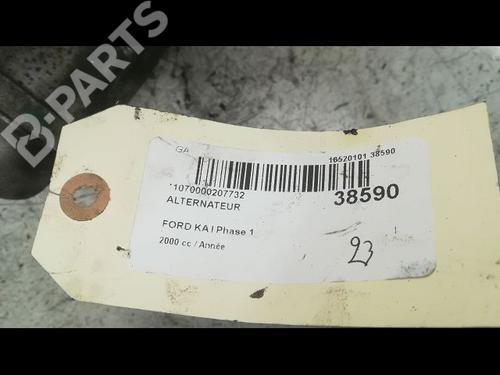 B-PARTS
GA
16520101 38590
*1070000207732
38590
ALTERNATEUR
FORD KA I Phase 1
2000 cc / Année
23